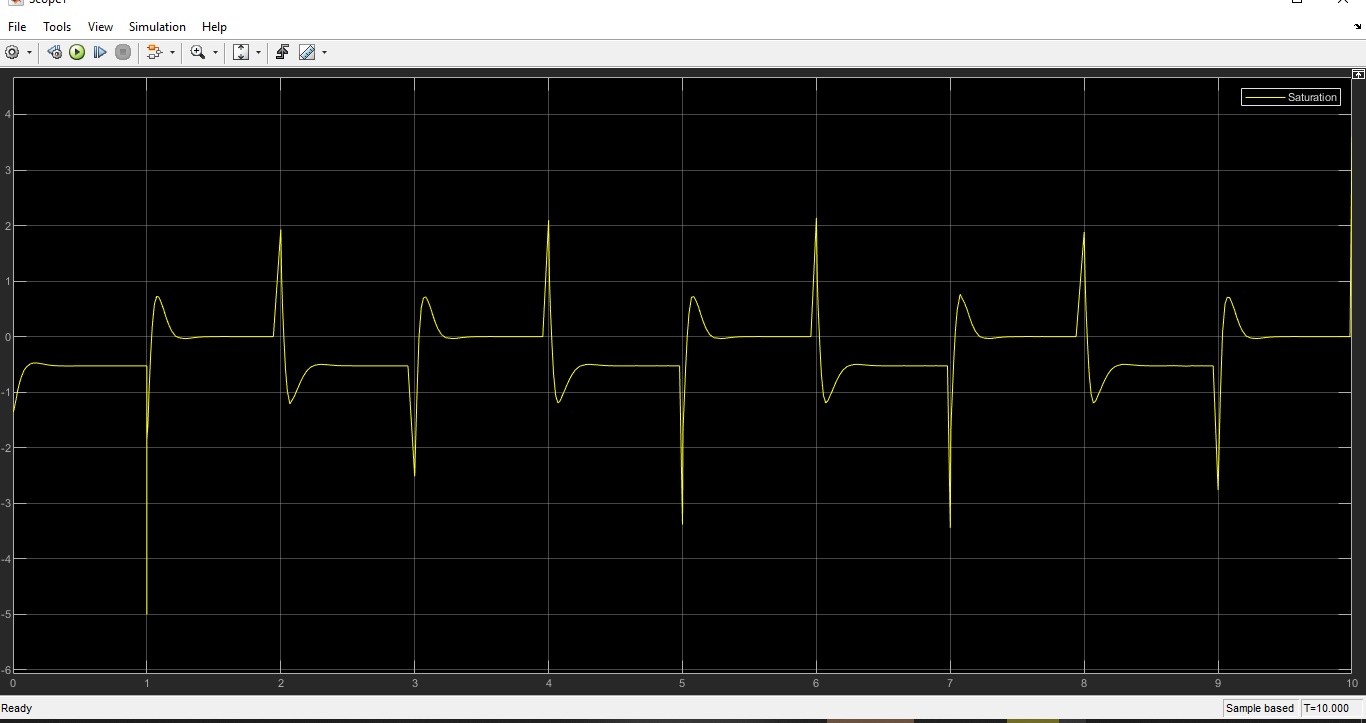 Scope1
File Tools View Simulation Help
Saturation
4
3
2
1
0
-1
-2
-3
-4
-5
-6
0 1 2 3 4 5 6 7 8 9 10
Ready Sample based T=10.000